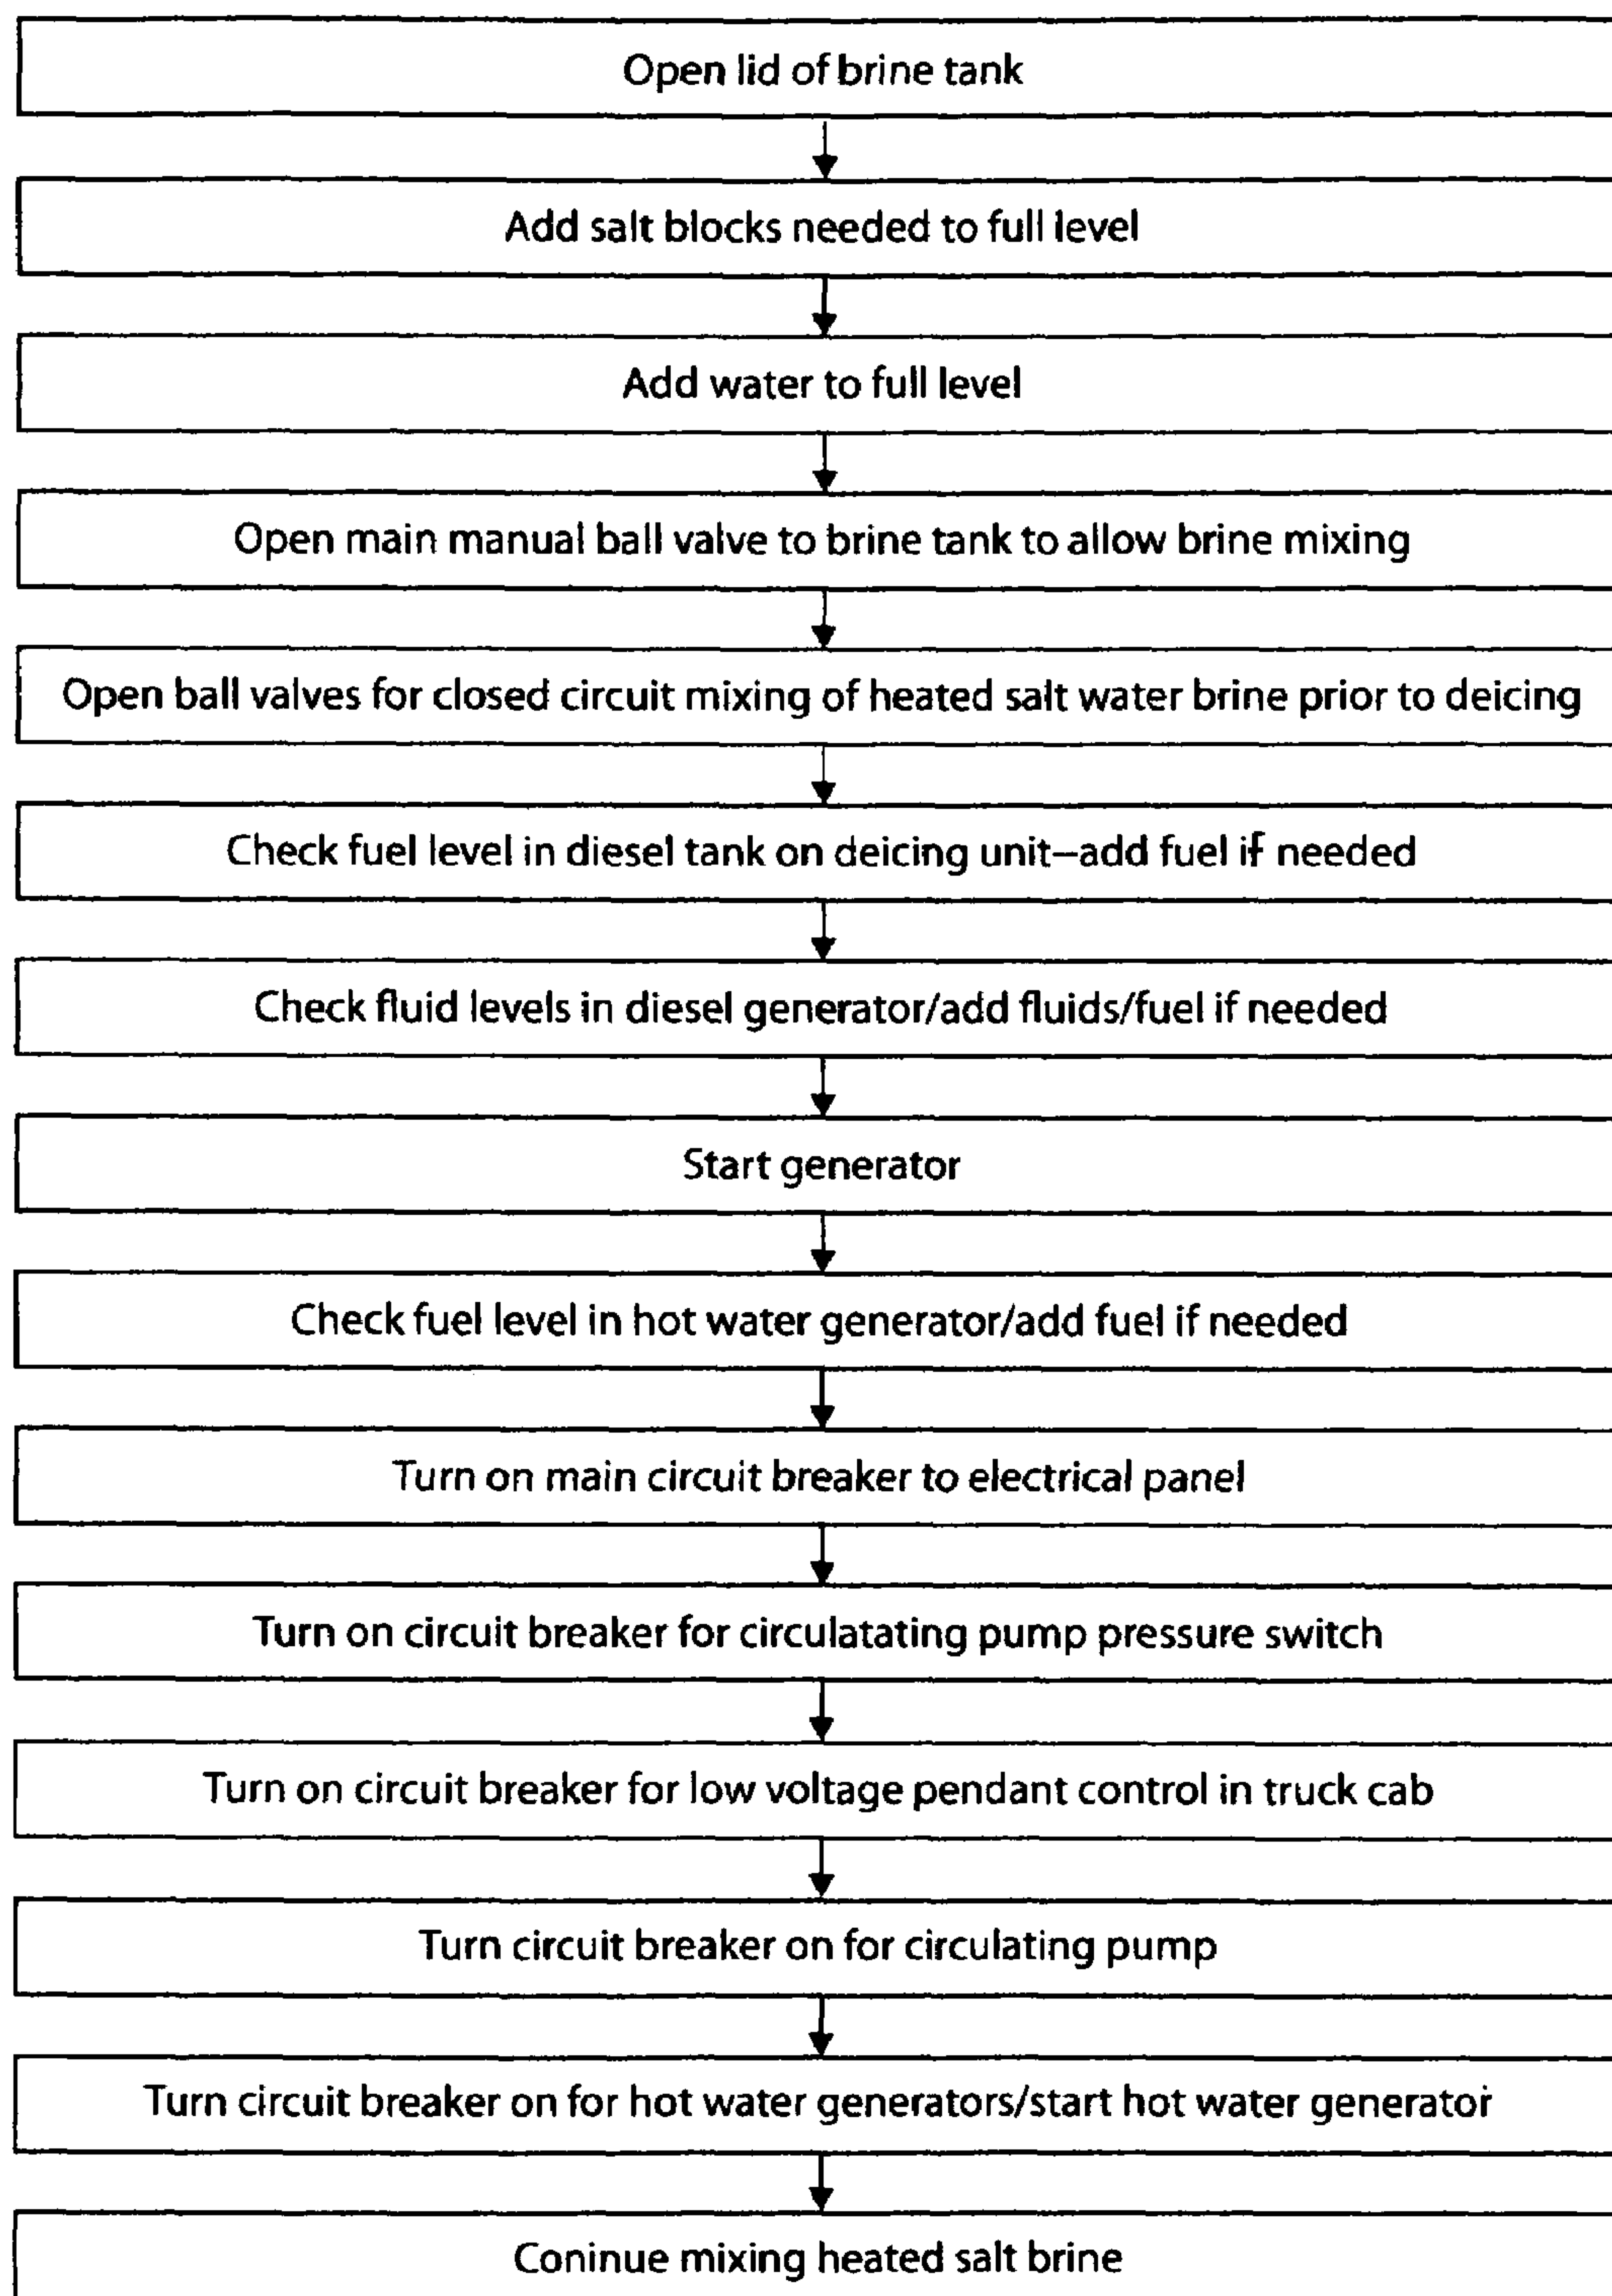 Open lid of brine tank
Add salt blocks needed to full level
Add water to full level
Open main manual ball valve to brine tank to allow brine mixing
Open ball valves for closed circuit mixing of heated salt water brine prior to deicing
Check fuel level in diesel tank on deicing unit–add fuel if needed
Check fluid levels in diesel generator/add fluids/fuel if needed
Start generator
Check fuel level in hot water generator/add fuel if needed
Turn on main circuit breaker to electrical panel
Turn on circuit breaker for circulatating pump pressure switch
Turn on circuit breaker for low voltage pendant control in truck cab
Turn circuit breaker on for circulating pump
Turn circuit breaker on for hot water generators/start hot water generator
Coninue mixing heated salt brine